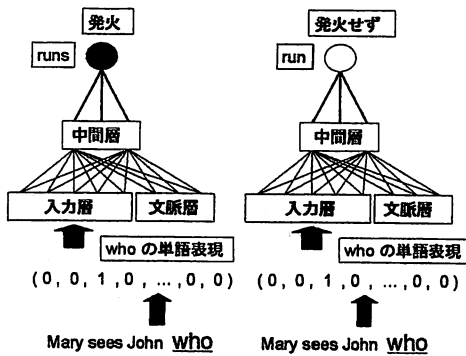 発火
runs
中間層
入力層
文脈層
who の単語表現
(0, 0, 1, 0, ..., 0, 0)
Mary sees John who
発火せず
run
中間層
入力層
文脈層
who の単語表現
(0, 0, 1, 0, ..., 0, 0)
Mary sees John who